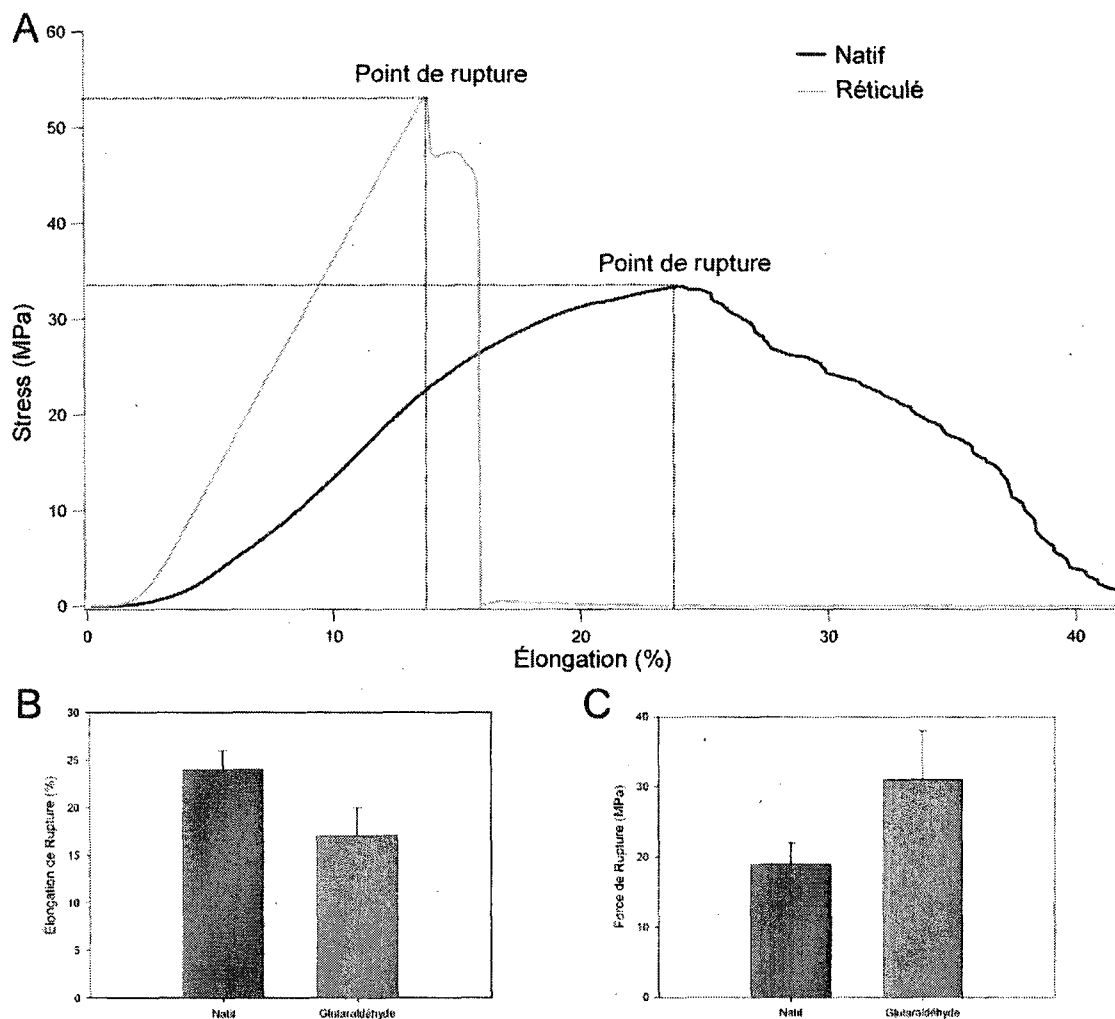 A
60
50
40
30
20
10
0
Stress (MPa)
Point de rupture
Point de rupture
Natif
Réticulé
0
10
20
30
40
Élongation (%)
B
30
25
20
15
10
5
0
Élongation de Rupture (%)
Natif
Glutaraldéhyde
C
40
30
20
10
0
Force de Rupture (MPa)
Natif
Glutaraldéhyde